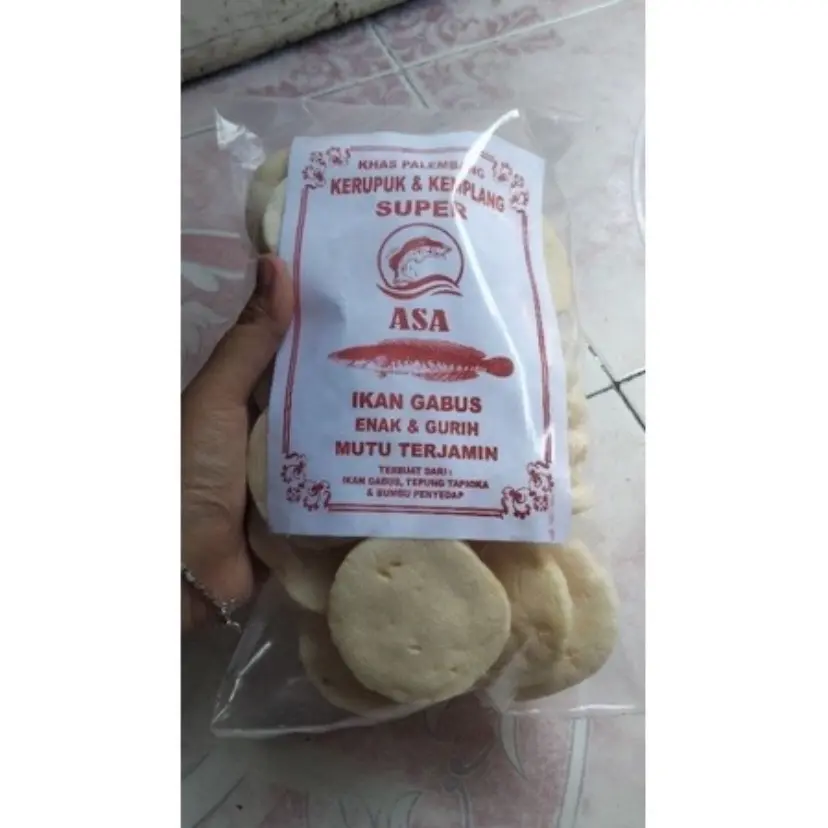 KHAS PALEMBANG
KERUPUK & KEMPLANG
SUPER
ASA
IKAN GABUS
ENAK & GURIH
MUTU TERJAMIN
TERBUAT DARI :
IKAN GABUS, TEPUNG TAPIOKA
& BUMBU PENYEDAP